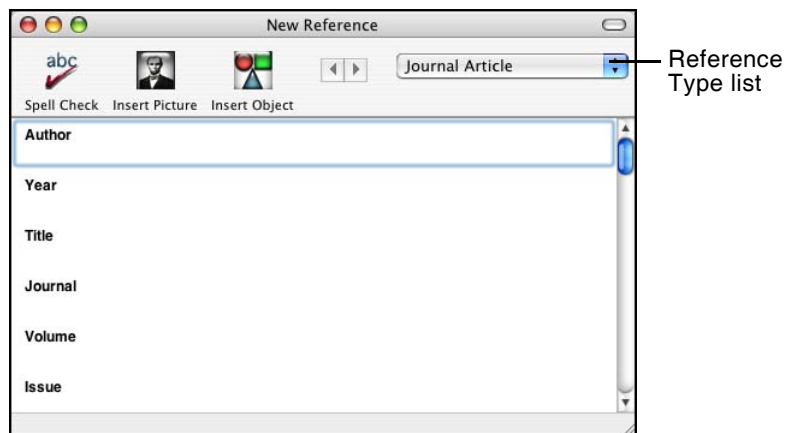 New Reference
abc
Journal Article
Reference
Type list
Spell Check Insert Picture Insert Object
Author
Year
Title
Journal
Volume
Issue